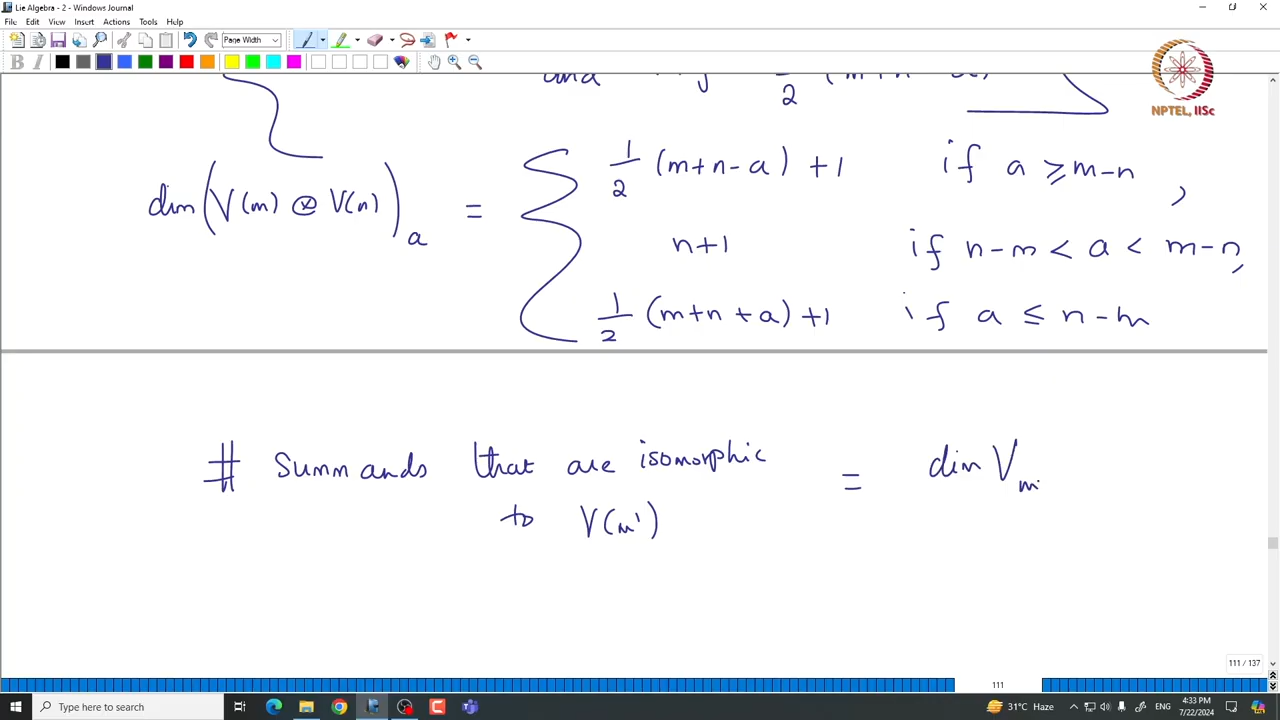 Lie Algebra - 2 - Windows Journal
File Edit View Insert Actions Tools Help
Page Width
B i
NPTEL, IISc
and 2 (m+n-a)
dim(V(m) ⊗ V(n))_a = { 1/2 (m+n-a) +1 if a ≥ m-n ,
n+1 if n-m < a < m-n,
1/2 (m+n+a) +1 if a ≤ n-m
# Summands that are isomorphic = dim V_m
to V(m')
111 / 137
111
Type here to search
31°C Haze
ENG
4:33 PM
7/22/2024